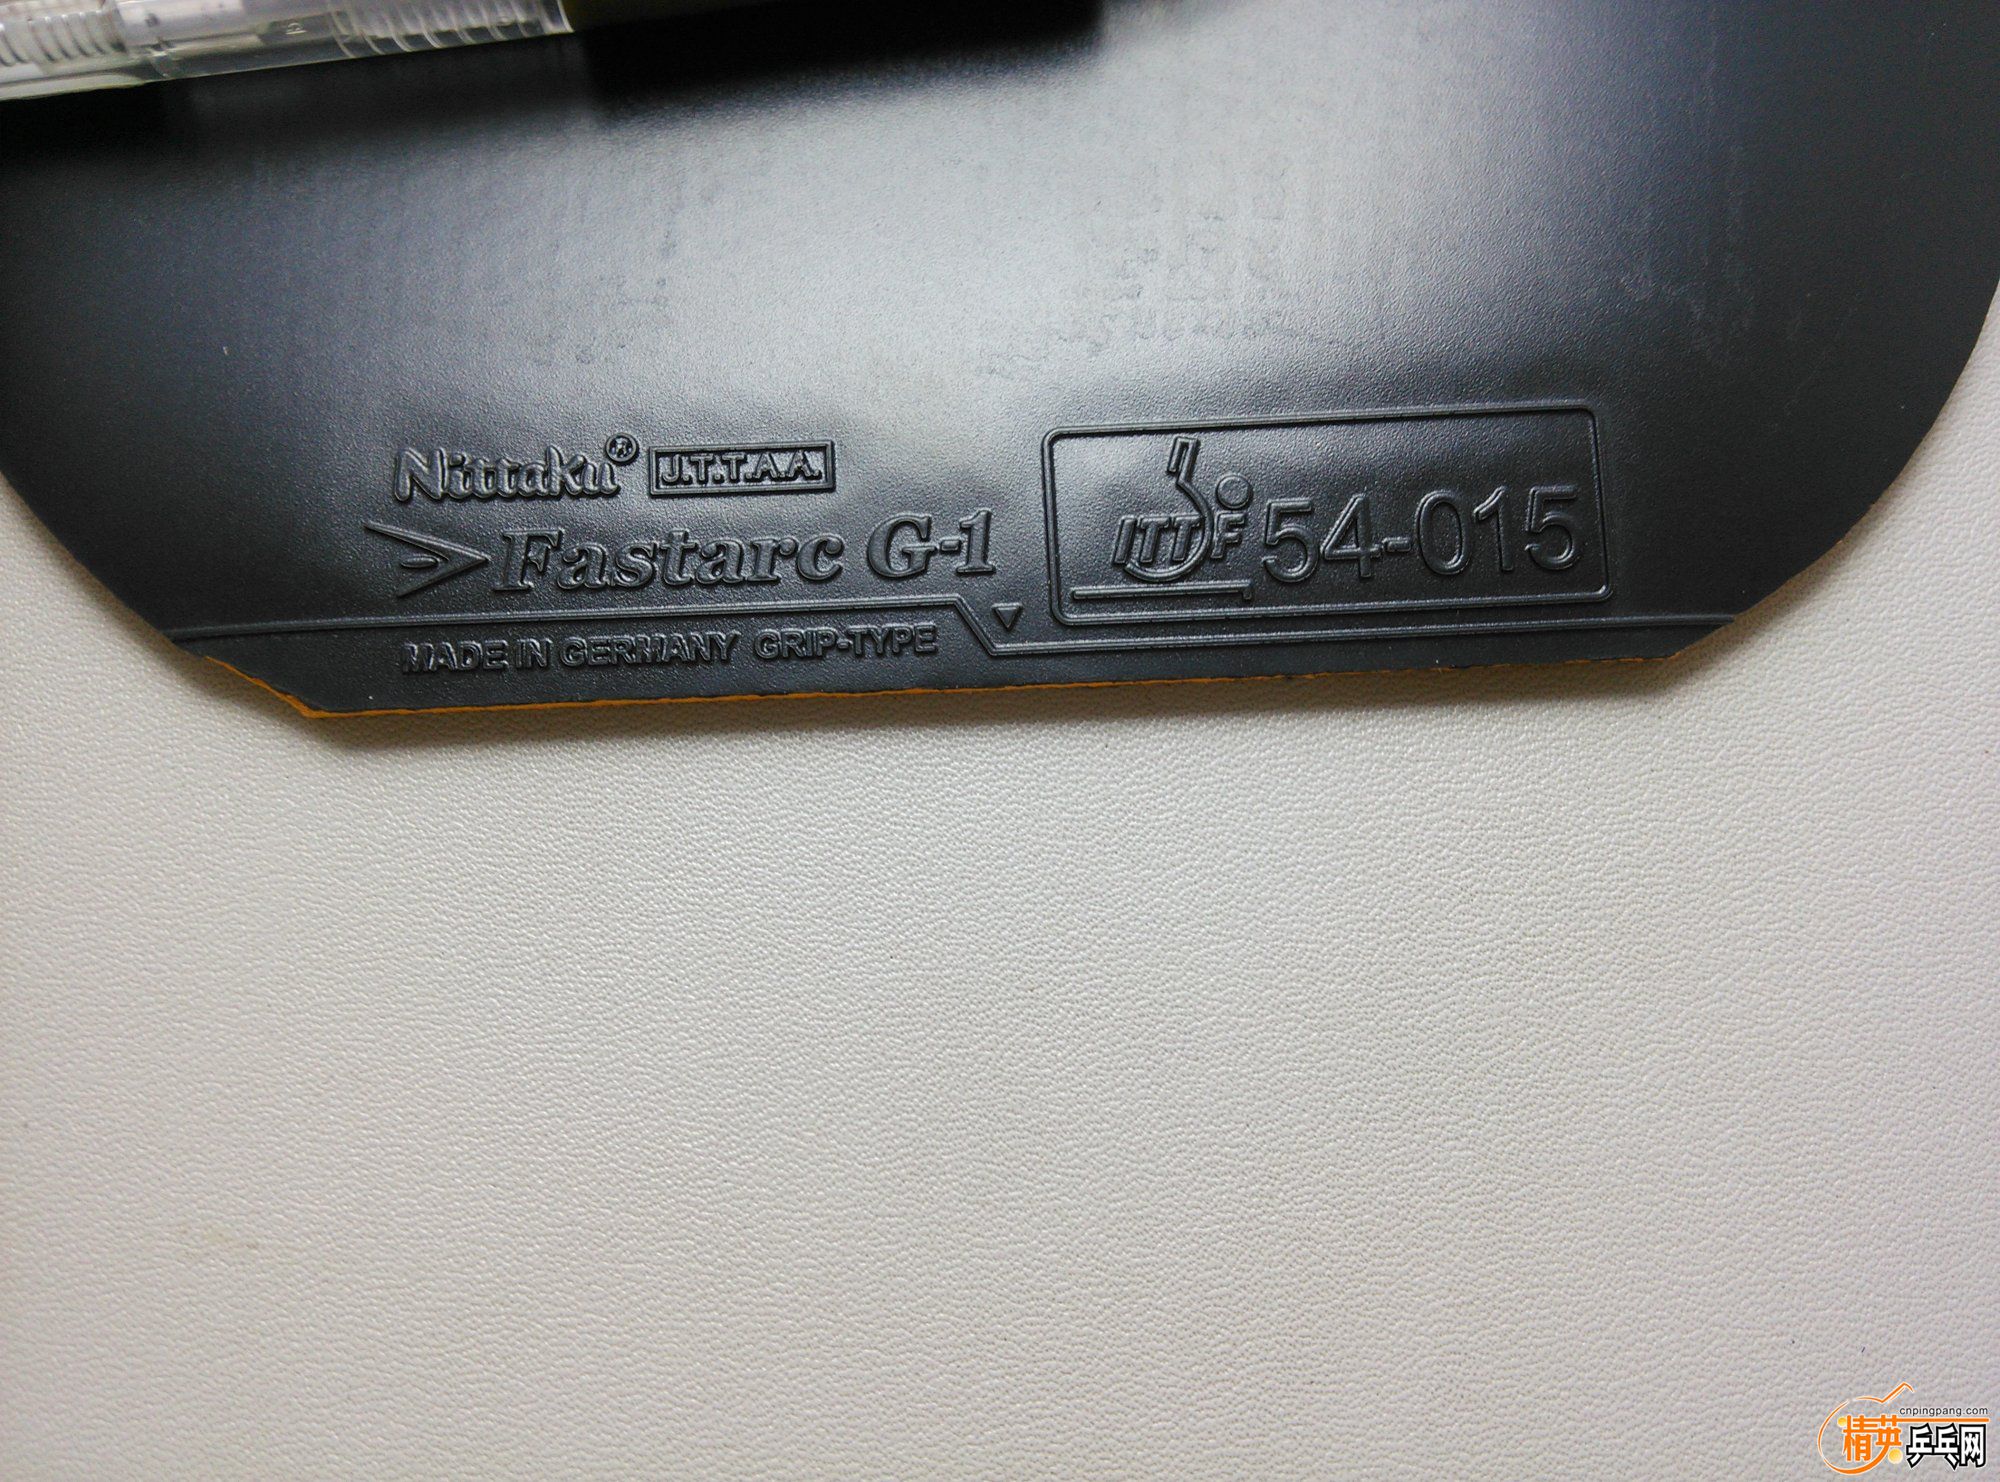 Nittaku® J.T.T.A.A.
Fastarc G-1
ITTF 54-015
MADE IN GERMANY GRIP-TYPE
cnpingpang.com
精英乒乓网